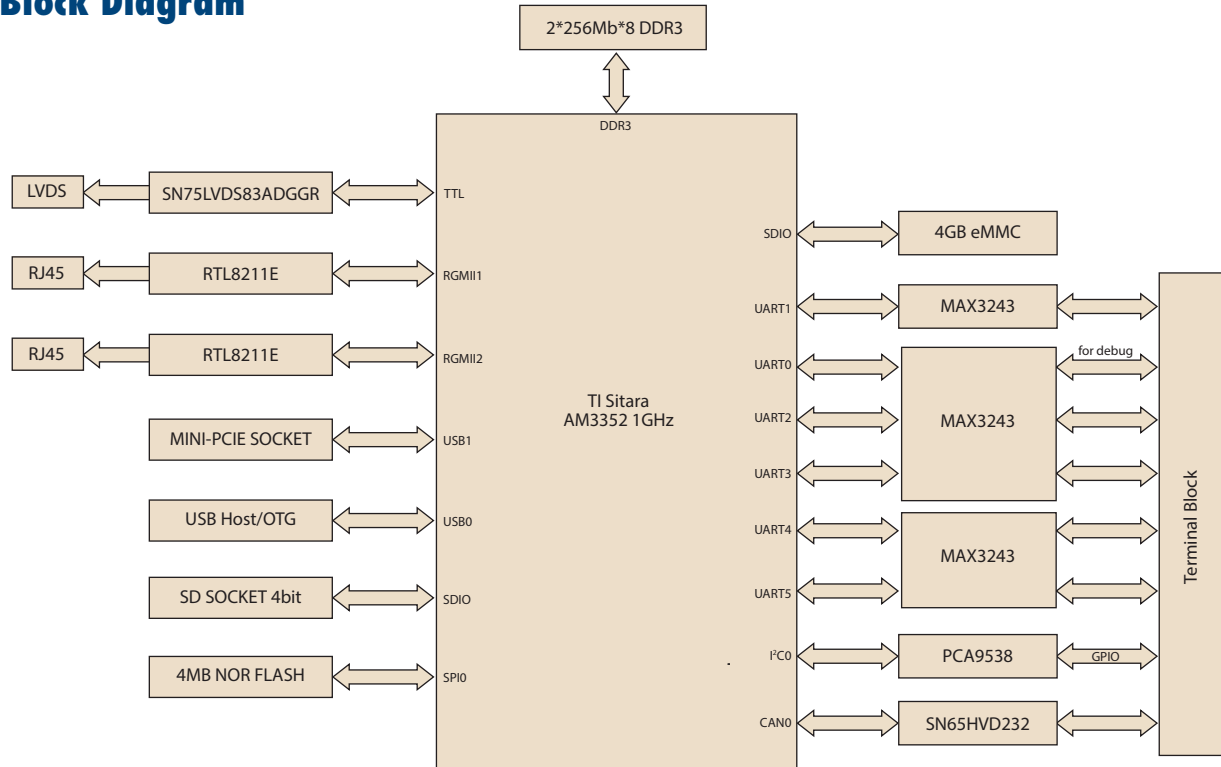 Block Diagram
2*256Mb*8 DDR3
DDR3
LVDS
SN75LVDS83ADGGR
TTL
RJ45
RTL8211E
RGMII1
RJ45
RTL8211E
RGMII2
MINI-PCIE SOCKET
USB1
USB Host/OTG
USB0
SD SOCKET 4bit
SDIO
4MB NOR FLASH
SPI0
TI Sitara
AM3352 1GHz
SDIO
4GB eMMC
UART1
MAX3243
UART0
for debug
UART2
MAX3243
UART3
UART4
MAX3243
UART5
I²C0
PCA9538
GPIO
CAN0
SN65HVD232
Terminal Block